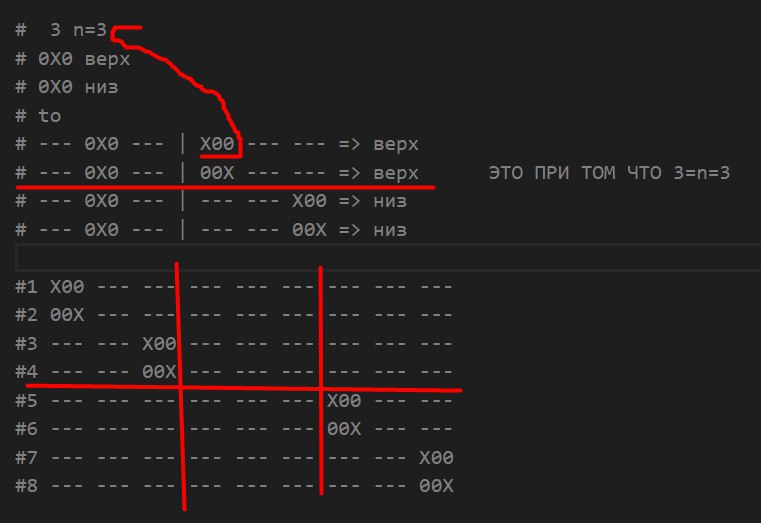 #  3 n=3
# 0X0 верх
# 0X0 низ
# to
# --- 0X0 --- | X00 --- --- => верх
# --- 0X0 --- | 00X --- --- => верх      ЭТО ПРИ ТОМ ЧТО 3=n=3
# --- 0X0 --- | --- --- X00 => низ
# --- 0X0 --- | --- --- 00X => низ
#1 X00 --- --- --- --- --- --- --- ---
#2 00X --- --- --- --- --- --- --- ---
#3 --- --- X00 --- --- --- --- --- ---
#4 --- --- 00X --- --- --- --- --- ---
#5 --- --- --- --- --- --- X00 --- ---
#6 --- --- --- --- --- --- 00X --- ---
#7 --- --- --- --- --- --- --- --- X00
#8 --- --- --- --- --- --- --- --- 00X